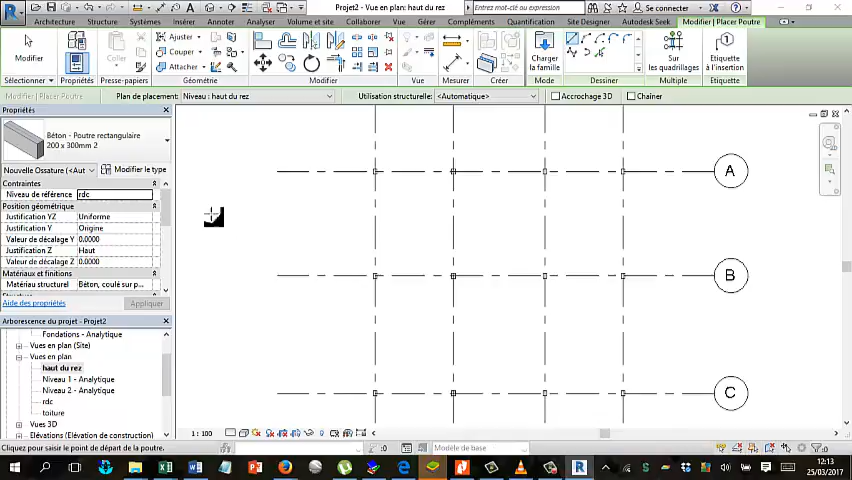 Projet2 - Vue en plan: haut du rez
Entrez mot-clé ou expression
Se connecter
Architecture Structure Systèmes Insérer Annoter Analyser Volume et site Collaborer Vue Gérer Compléments Quantification Site Designer Autodesk Seek Modifier | Placer Poutre
Modifier
Coller
Ajuster
Couper
Attacher
Charger la famille
Sur les quadrillages
Etiquette à l'insertion
Sélectionner Propriétés Presse-papiers Géométrie Modifier Vue Mesurer Créer Mode Dessiner Multiple Etiquette
Modifier | Placer Poutre
Plan de placement: Niveau : haut du rez
Utilisation structurelle: <Automatique>
Accrochage 3D
Chaîner
Propriétés
Béton - Poutre rectangulaire
200 x 300mm 2
Nouvelle Ossature (<Aut
Modifier le type
Contraintes
Niveau de référence rdc
Position géométrique
Justification YZ Uniforme
Justification Y Origine
Valeur de décalage Y 0.0000
Justification Z Haut
Valeur de décalage Z 0.0000
Matériaux et finitions
Matériau structurel Béton, coulé sur p...
Aide des propriétés
Appliquer
Arborescence du projet - Projet2
Fondations - Analytique
Vues en plan (Site)
Vues en plan
haut du rez
Niveau 1 - Analytique
Niveau 2 - Analytique
rdc
toiture
Vues 3D
Elévations (Elévation de construction)
A
B
C
1 : 100
Cliquez pour saisir le point de départ de la poutre.
:0
Modèle de base
:0
12:13
25/03/2017